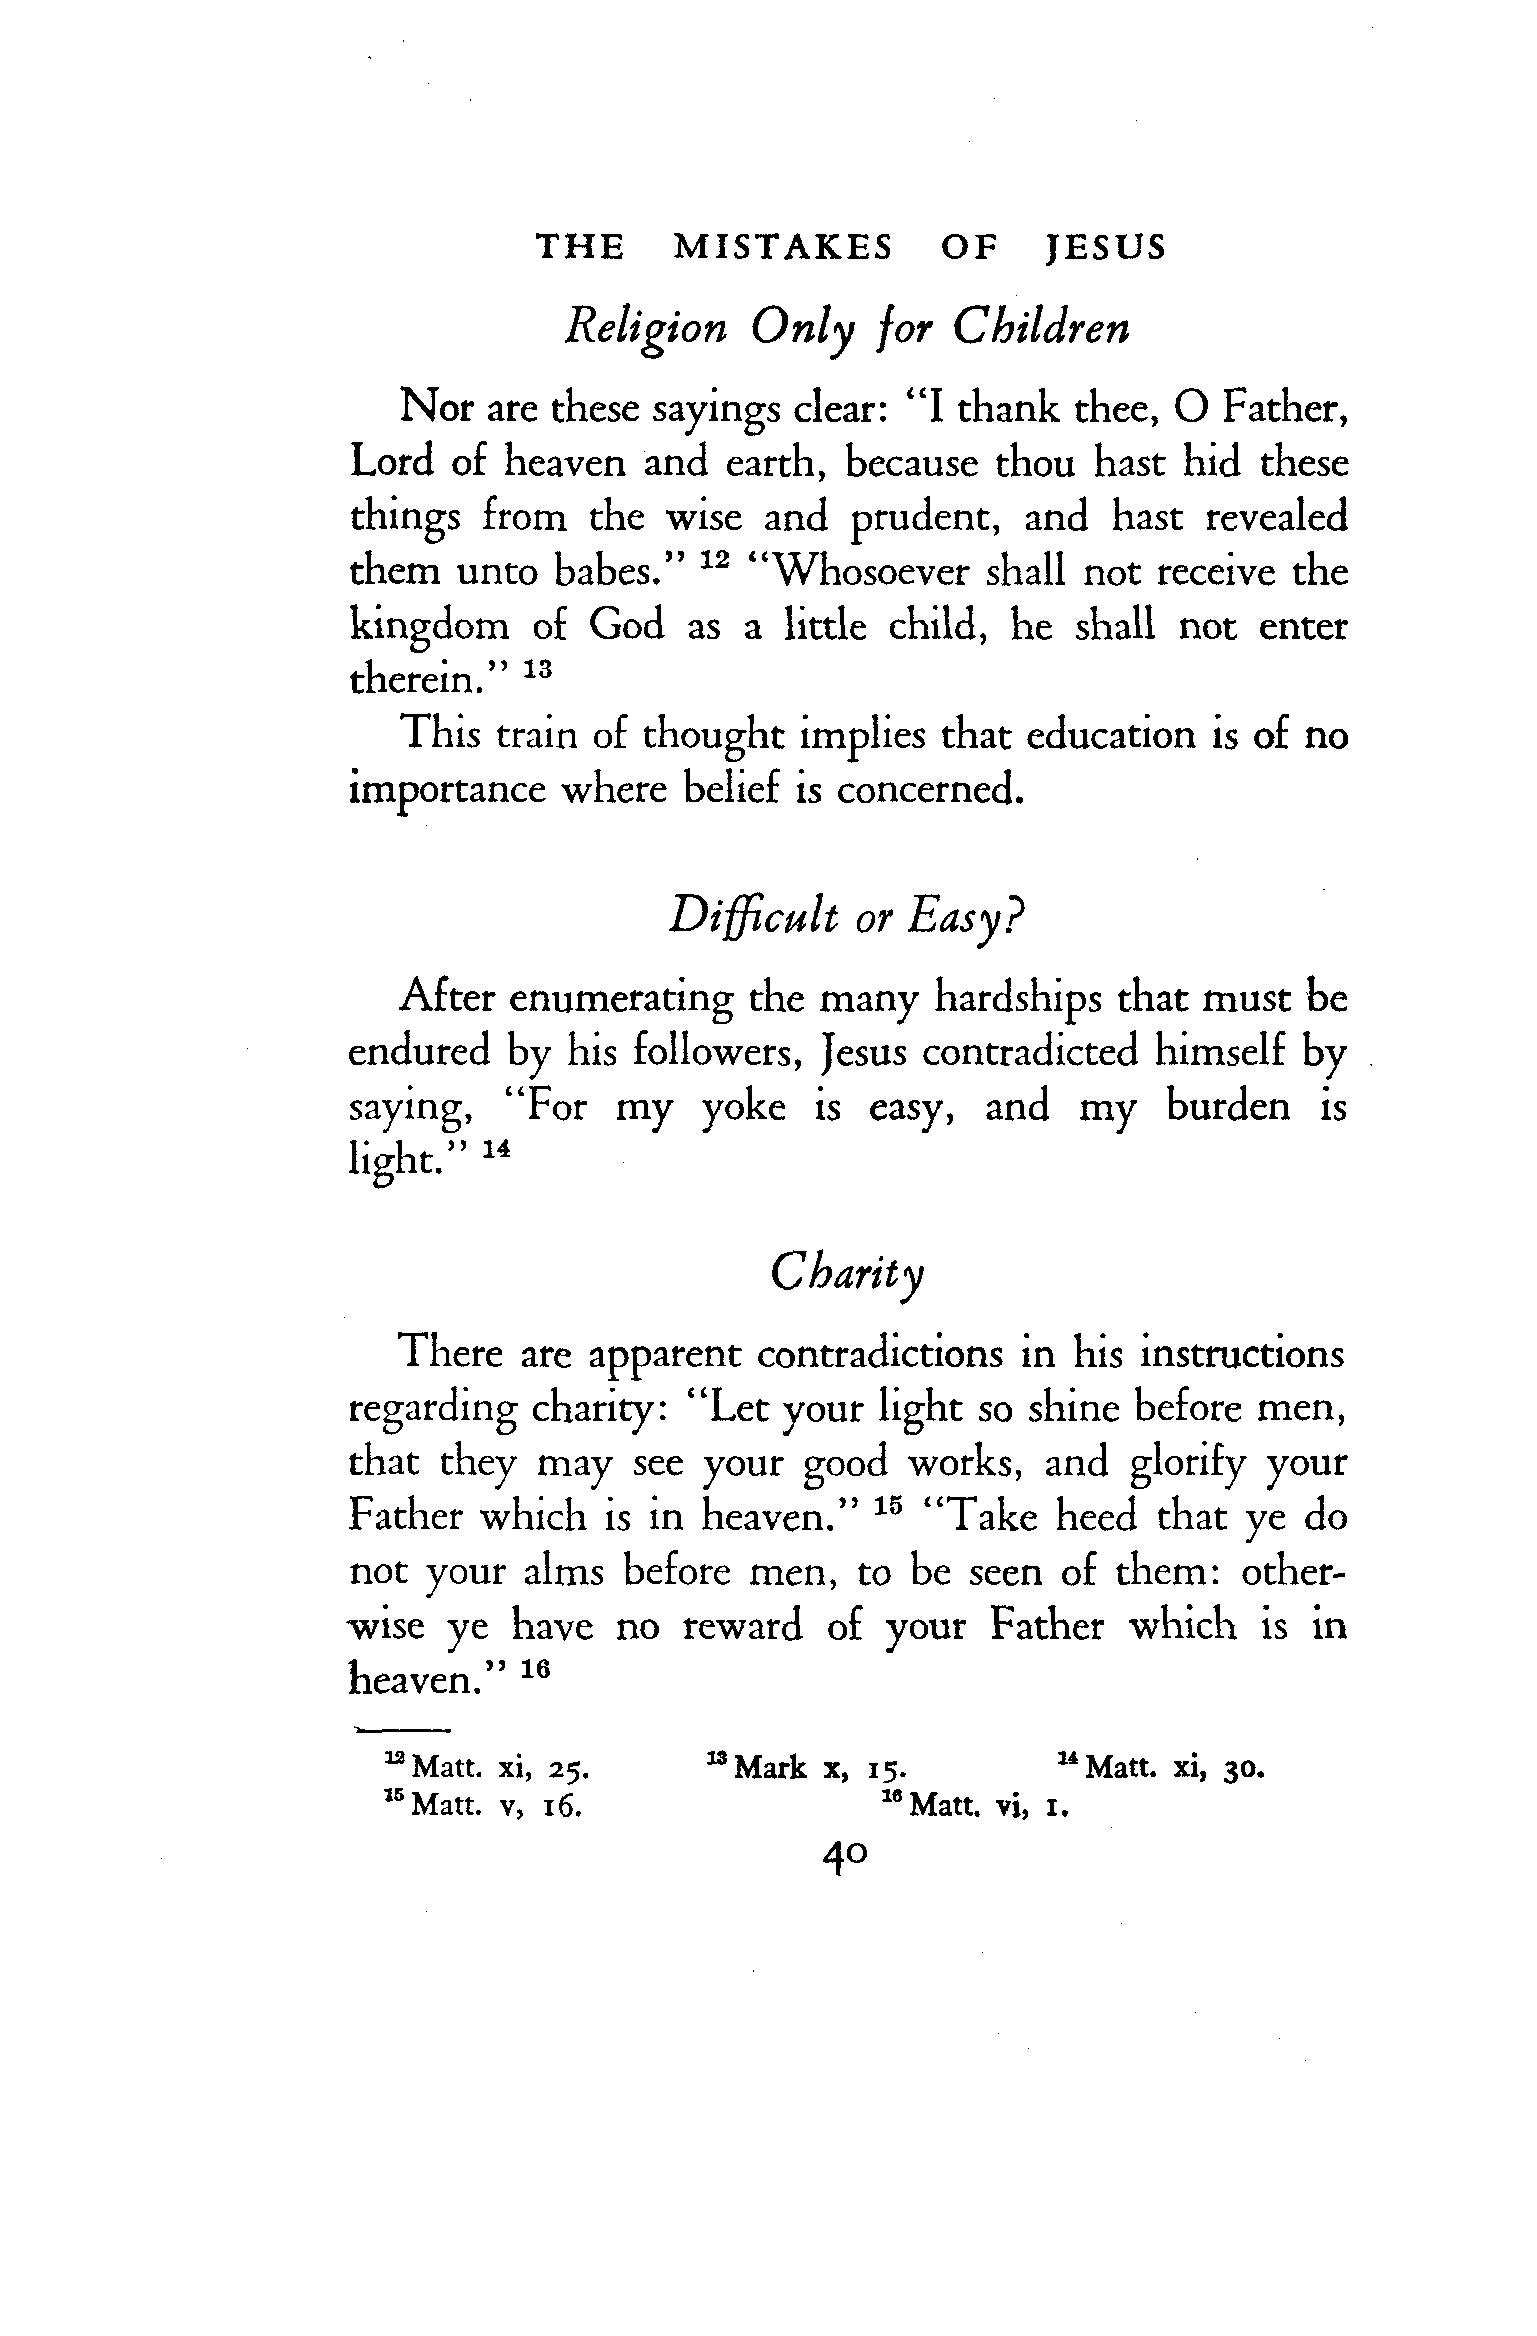 THE MISTAKES OF JESUS
Religion Only for Children
Nor are these sayings clear: "I thank thee, O Father,
Lord of heaven and earth, because thou hast hid these
things from the wise and prudent, and hast revealed
them unto babes." 12 "Whosoever shall not receive the
kingdom of God as a little child, he shall not enter
therein." 13
This train of thought implies that education is of no
importance where belief is concerned.
Difficult or Easy?
After enumerating the many hardships that must be
endured by his followers, Jesus contradicted himself by
saying, "For my yoke is easy, and my burden is
light." 14
Charity
There are apparent contradictions in his instructions
regarding charity: "Let your light so shine before men,
that they may see your good works, and glorify your
Father which is in heaven." 15 "Take heed that ye do
not your alms before men, to be seen of them: other-
wise ye have no reward of your Father which is in
heaven." 16
12 Matt. xi, 25. 13 Mark x, 15. 14 Matt. xi, 30.
15 Matt. v, 16. 16 Matt. vi, 1.
40